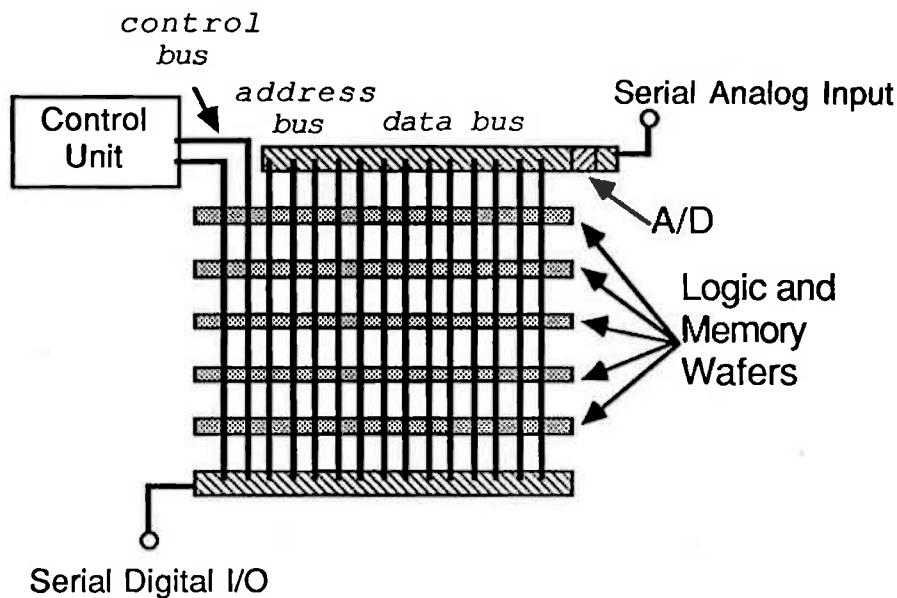 control
bus
address
bus
data bus
Serial Analog Input
Control
Unit
A/D
Logic and
Memory
Wafers
Serial Digital I/O